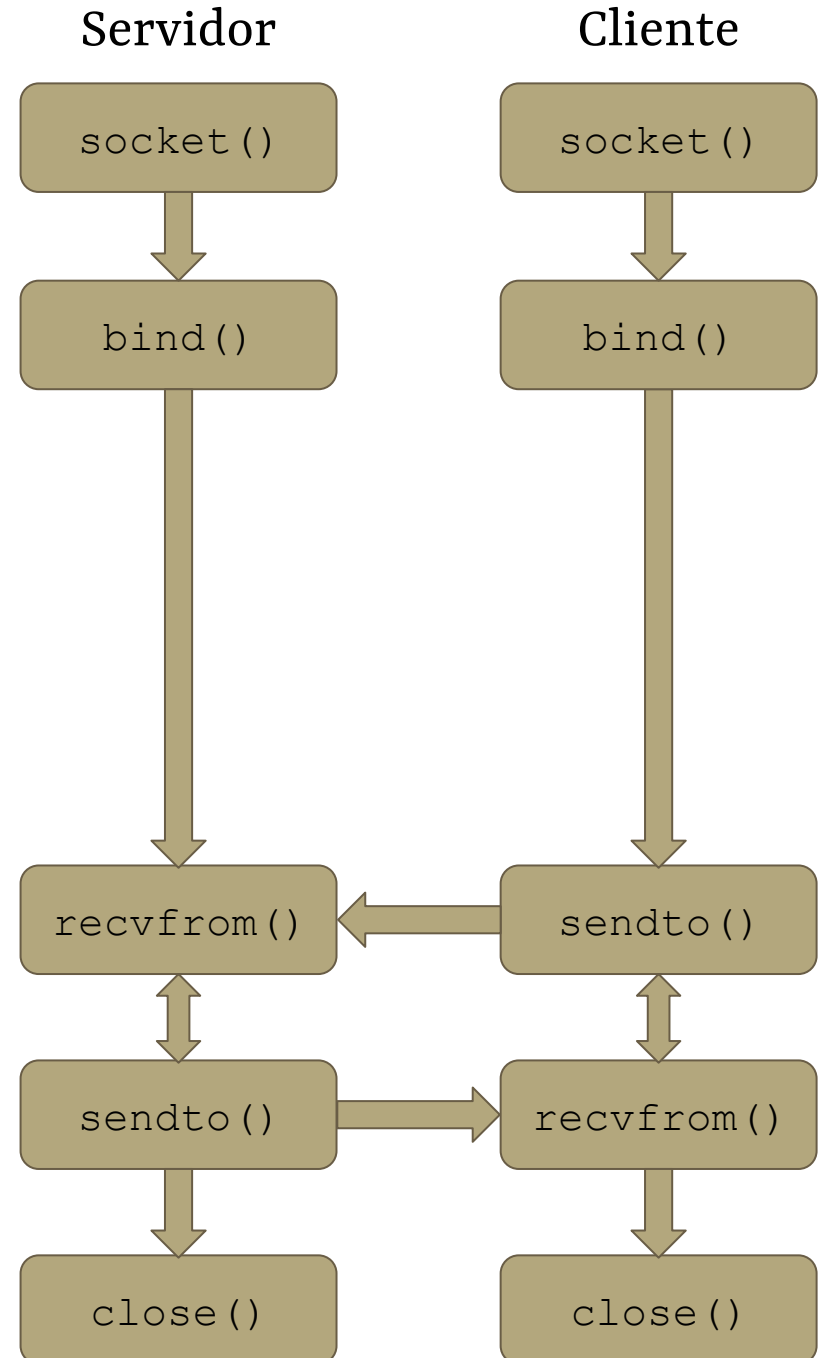 Servidor
Cliente
socket()
socket()
bind()
bind()
recvfrom()
sendto()
sendto()
recvfrom()
close()
close()